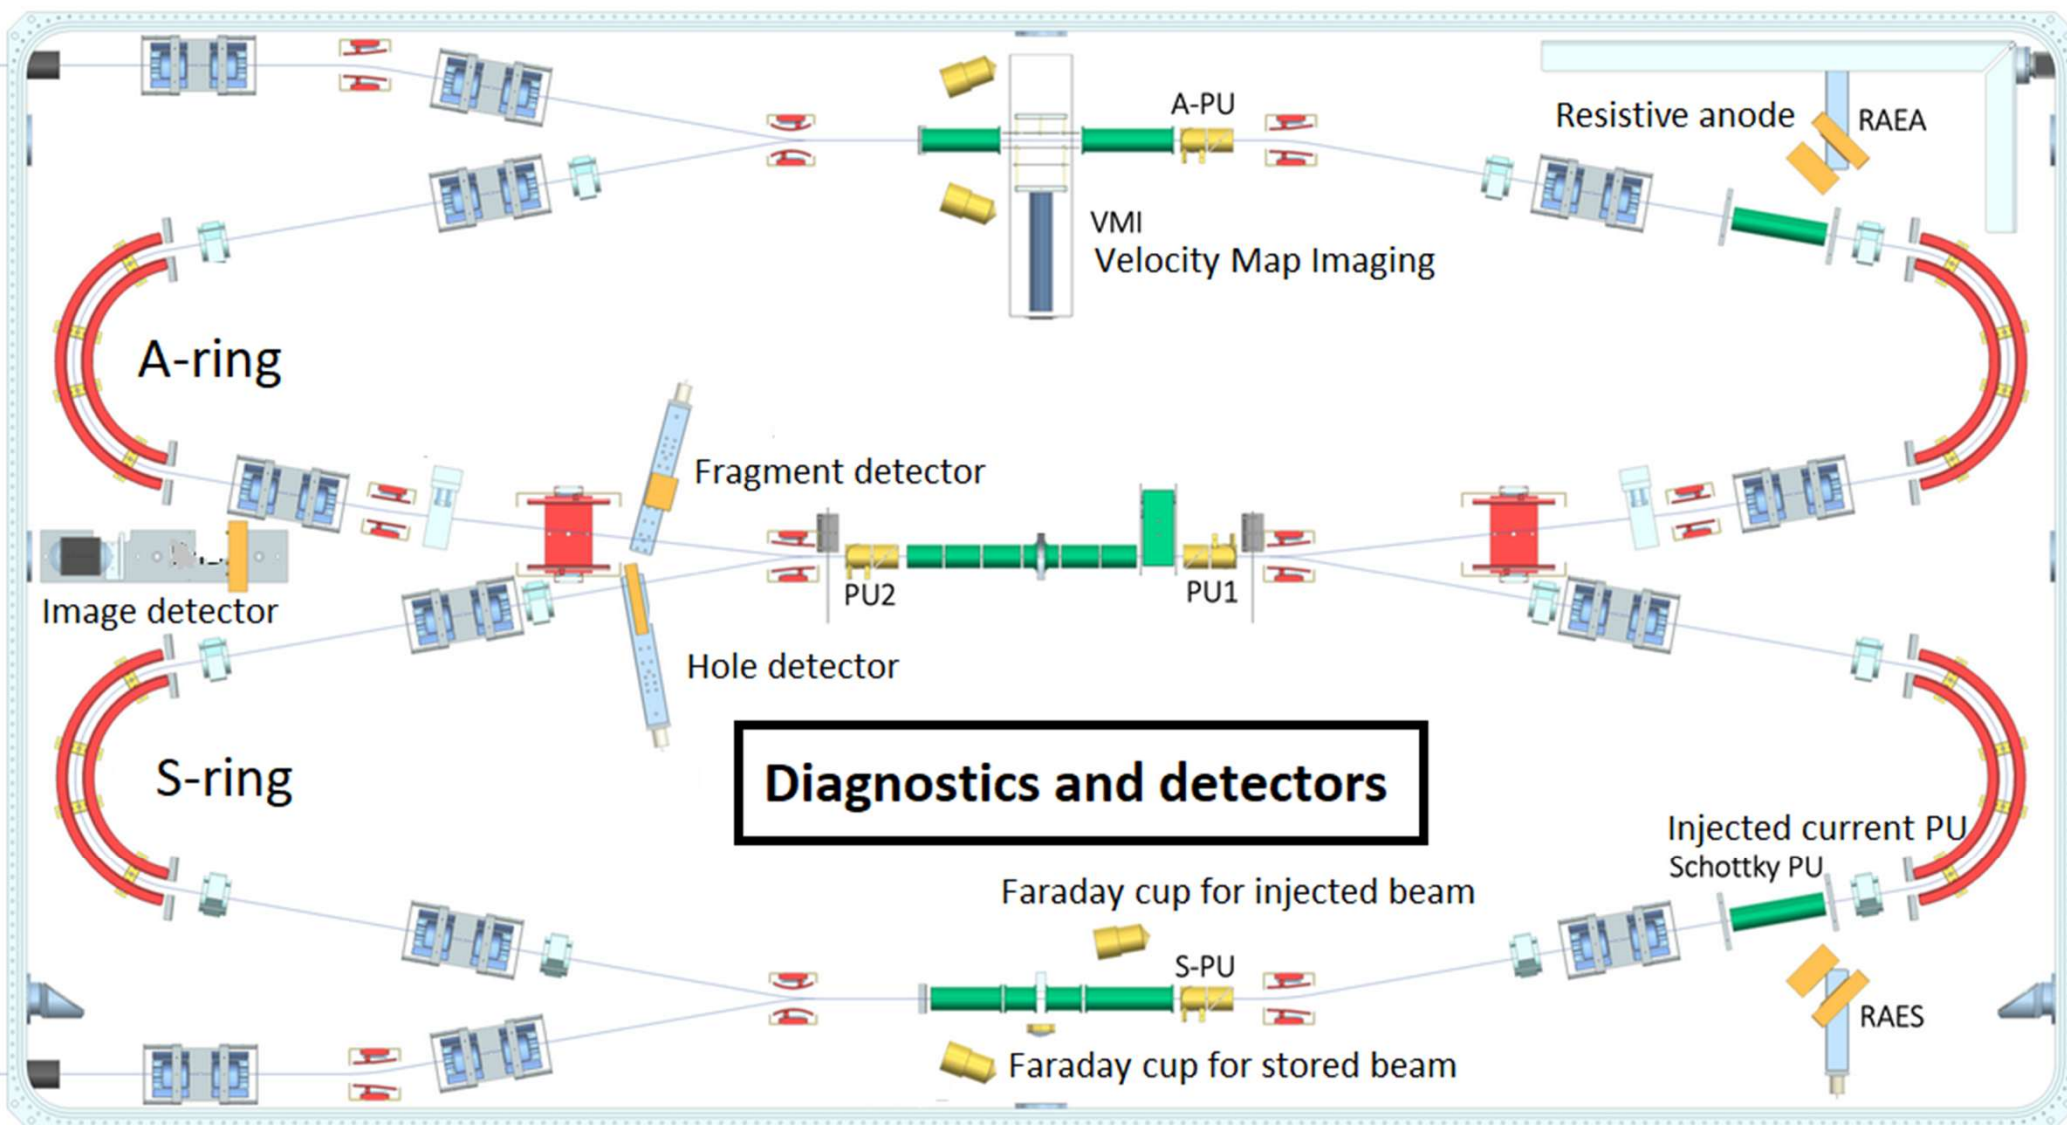 A-PU
Resistive anode
RAEA
VMI
Velocity Map Imaging
A-ring
Fragment detector
PU2
PU1
Image detector
Hole detector
S-ring
Diagnostics and detectors
Injected current PU
Schottky PU
Faraday cup for injected beam
S-PU
RAES
Faraday cup for stored beam